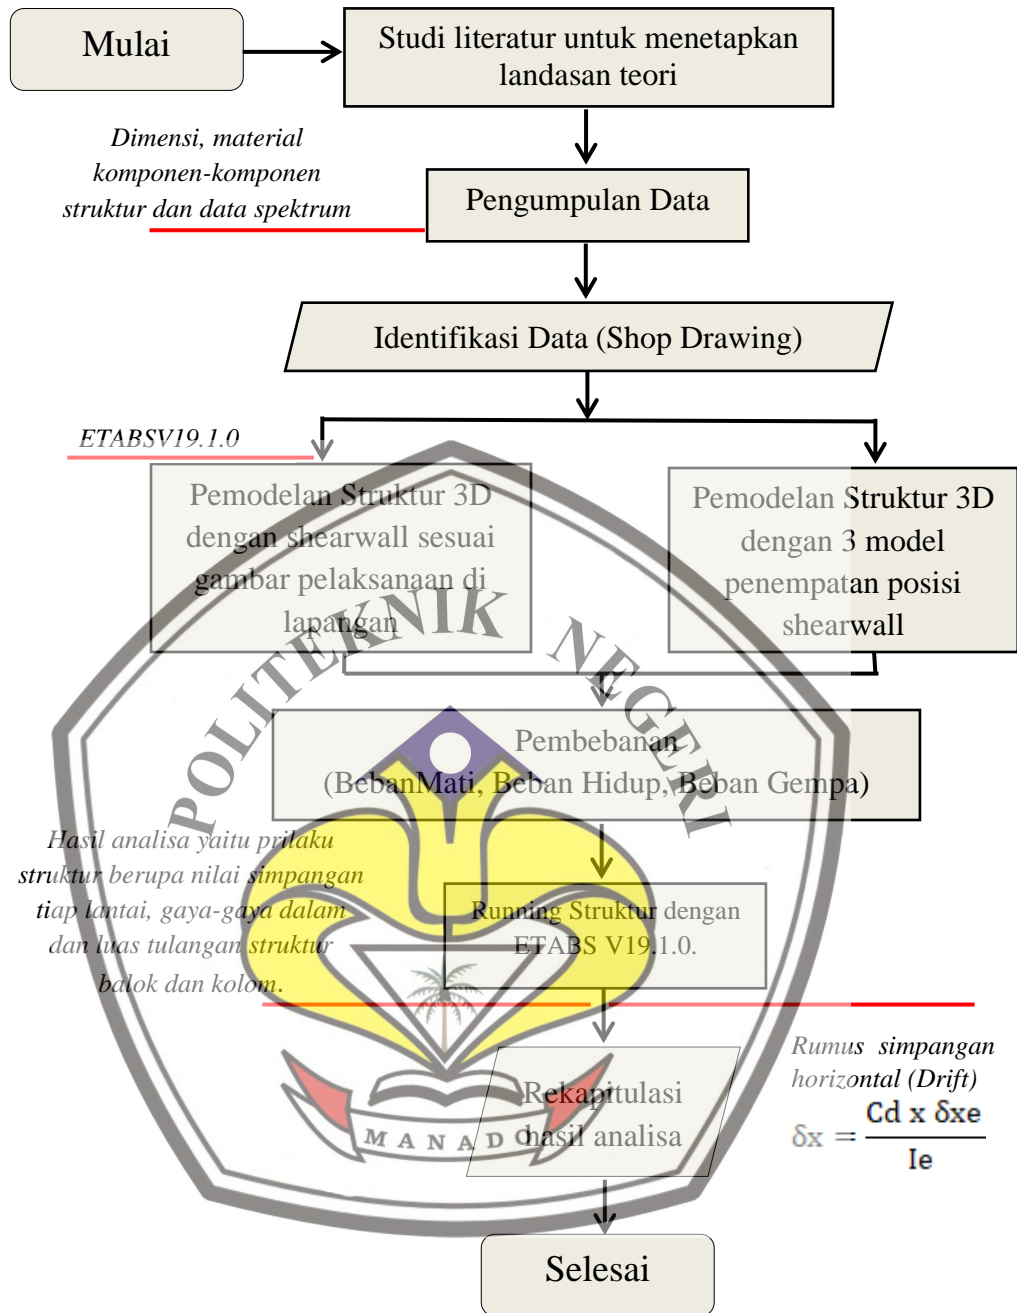 Mulai
Studi literatur untuk menetapkan
landasan teori
Dimensi, material
komponen-komponen
struktur dan data spektrum
Pengumpulan Data
Identifikasi Data (Shop Drawing)
ETABSV19.1.0
Pemodelan Struktur 3D
dengan shearwall sesuai
gambar pelaksanaan di
lapangan
Pemodelan Struktur 3D
dengan 3 model
penempatan posisi
shearwall
POLITEKNIK NEGERI
Pembebanan
(BebanMati, Beban Hidup, Beban Gempa)
Hasil analisa yaitu prilaku
struktur berupa nilai simpangan
tiap lantai, gaya-gaya dalam
dan luas tulangan struktur
balok dan kolom.
Running Struktur dengan
ETABS V19.1.0.
Rumus simpangan
horizontal (Drift)
δx = Cd x δxe
Ie
Rekapitulasi
hasil analisa
MANADO
Selesai